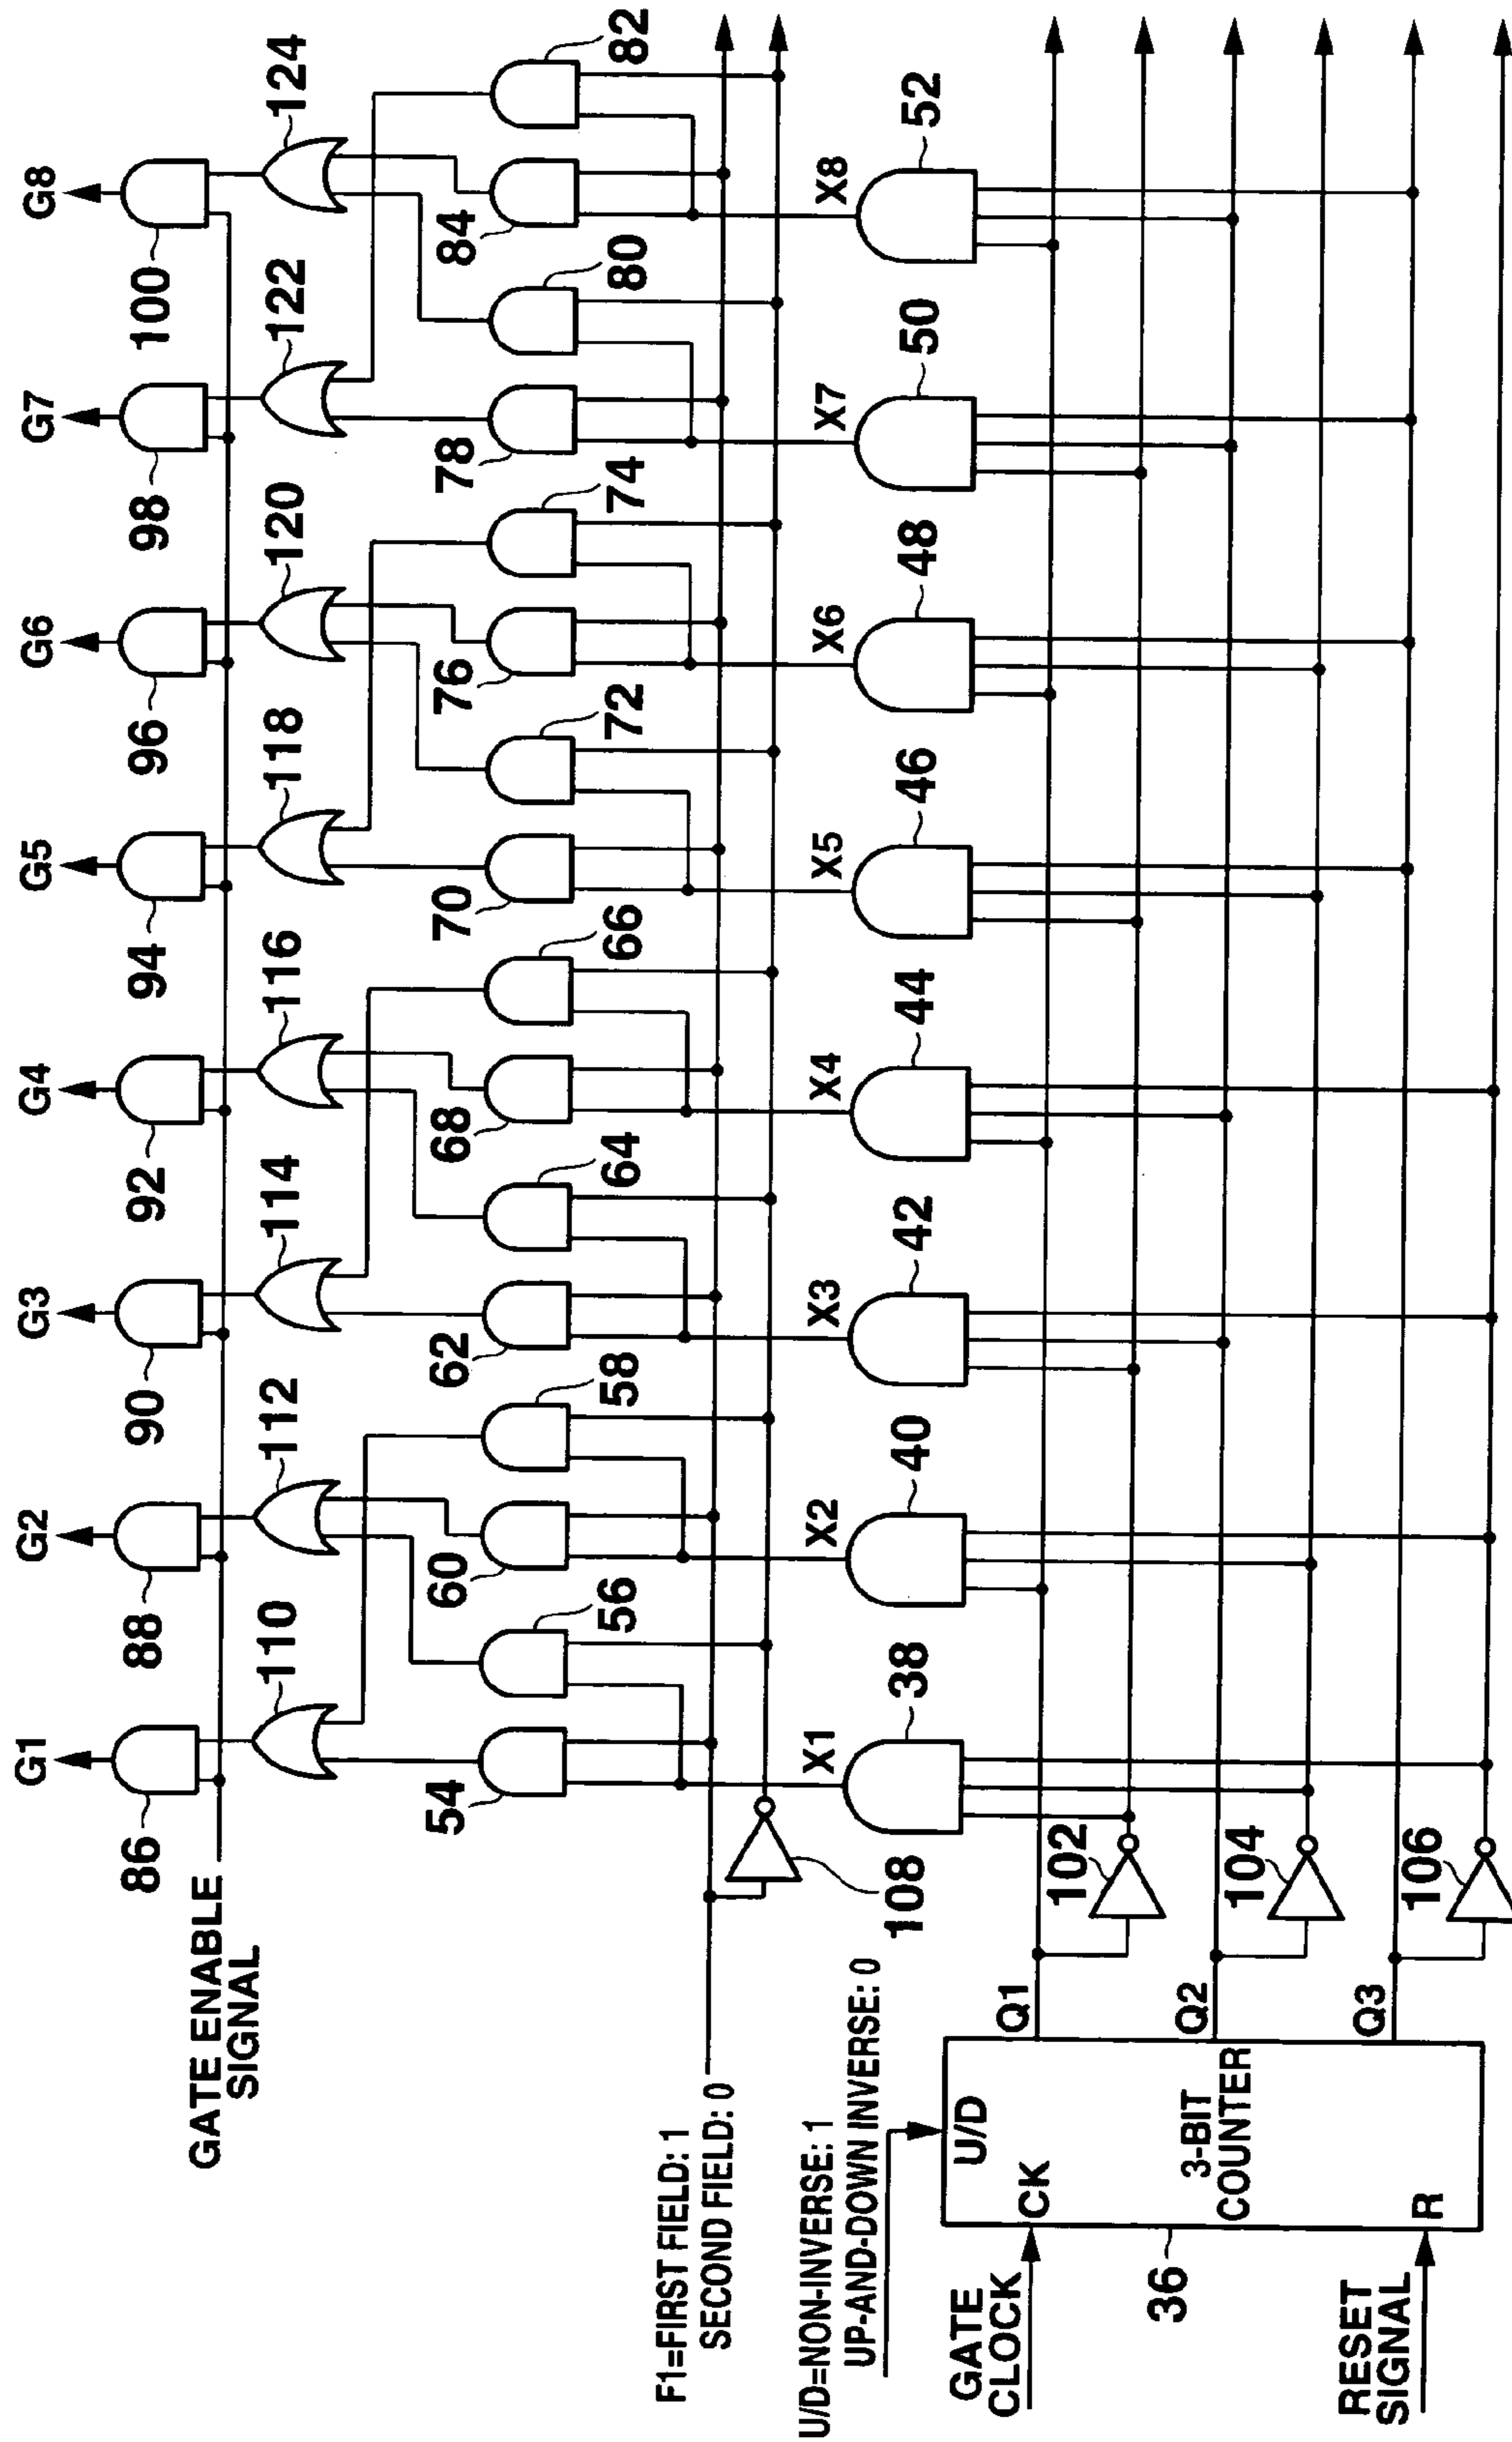 G1
G2
G3
G4
G5
G6
G7
G8
86
88
90
92
94
96
98
100
GATE ENABLE
SIGNAL
110
112
114
116
118
120
122
124
54
60
62
68
70
76
78
84
56
58
64
66
72
74
80
82
F1=FIRST FIELD: 1
SECOND FIELD: 0
108
U/D=NON-INVERSE: 1
UP-AND-DOWN INVERSE: 0
X1
X2
X3
X4
X5
X6
X7
X8
38
40
42
44
46
48
50
52
GATE
CLOCK
U/D
CK
3-BIT
COUNTER
R
36
RESET
SIGNAL
Q1
Q2
Q3
102
104
106